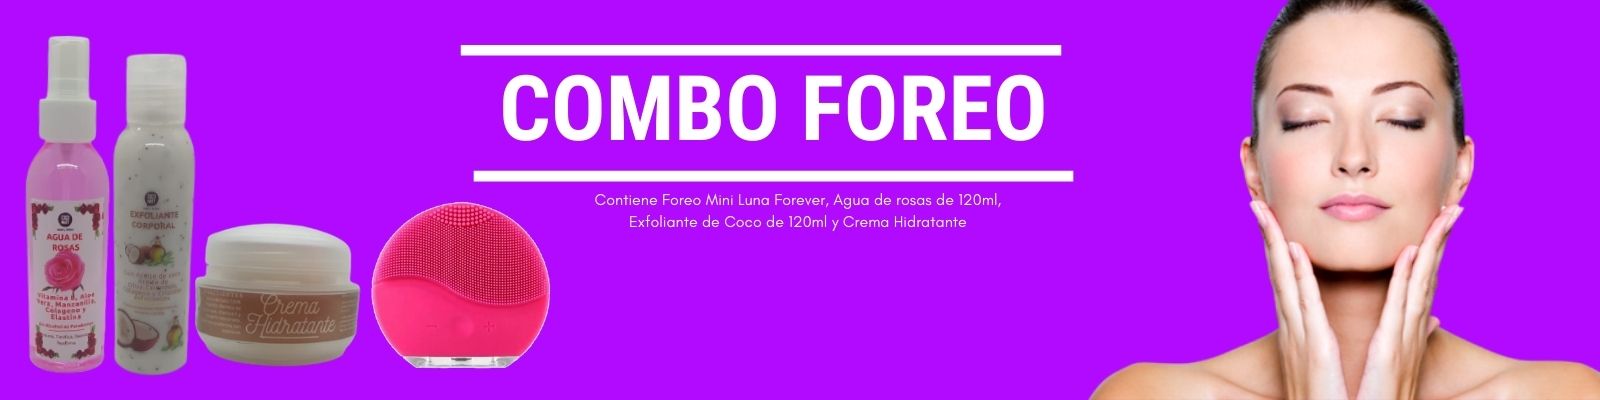 COMBO FOREO
Contiene Foreo Mini Luna Forever, Agua de rosas de 120ml,
Exfoliante de Coco de 120ml y Crema Hidratante
AGUA DE
ROSAS
Vitamina E, Aloe
Vera, Manzanilla,
Colageno y
Elastina
EXFOLIANTE
CORPORAL
Crema
Hidratante